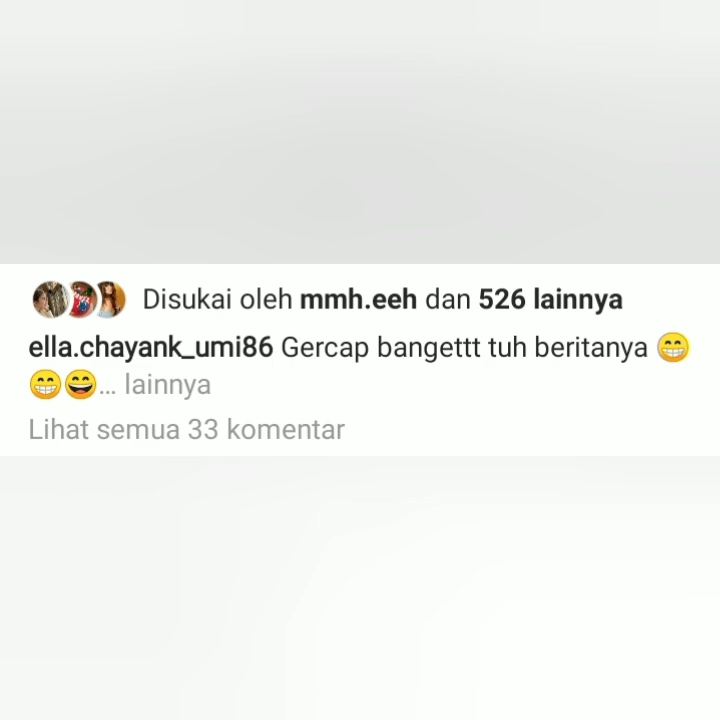 Disukai oleh mmh.eeh dan 526 lainnya
ella.chayank_umi86 Gercap bangettt tuh beritanya 😁
😁😄... lainnya
Lihat semua 33 komentar